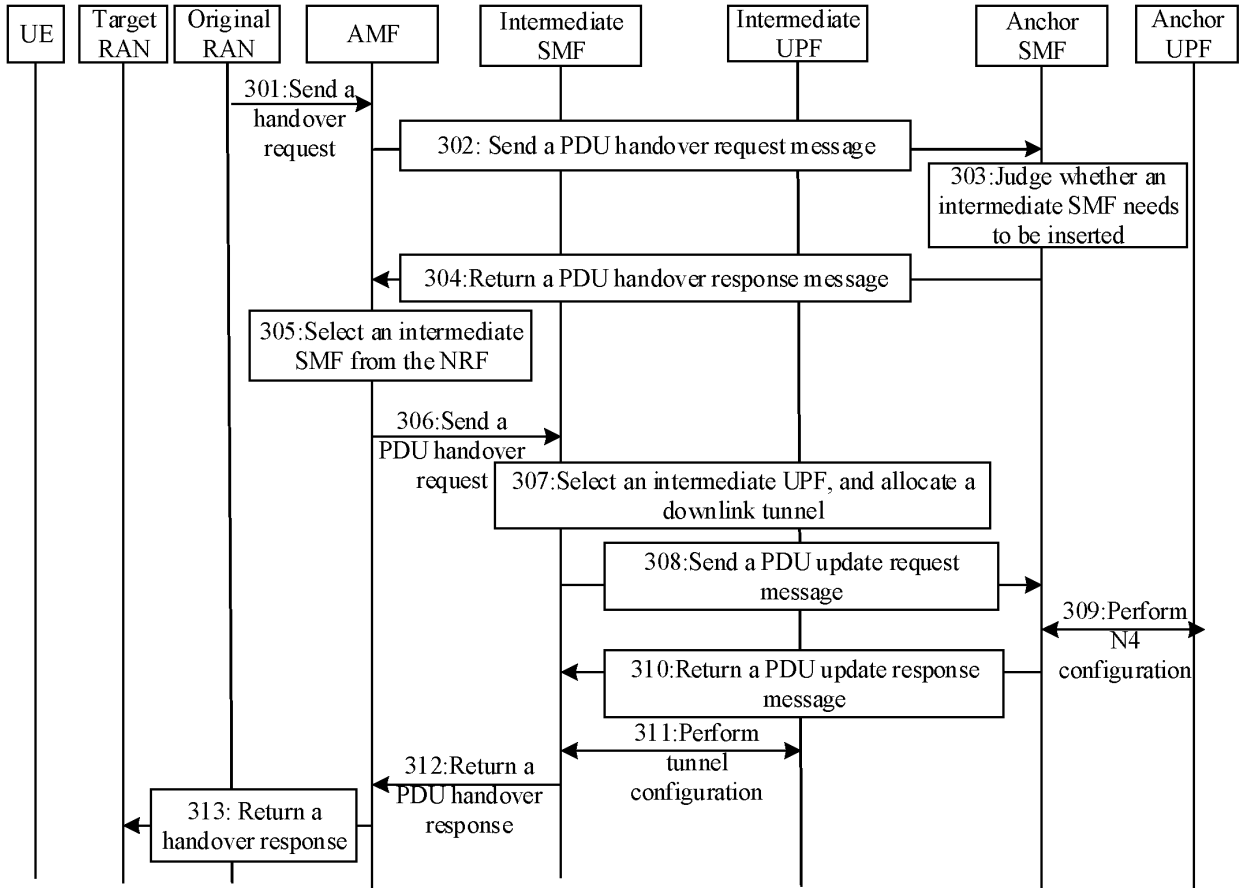 UE
Target
RAN
Original
RAN
AMF
Intermediate
SMF
Intermediate
UPF
Anchor
SMF
Anchor
UPF
301:Send a
handover
request
302: Send a PDU handover request message
303:Judge whether an
intermediate SMF needs
to be inserted
304:Return a PDU handover response message
305:Select an intermediate
SMF from the NRF
306:Send a
PDU handover
request
307:Select an intermediate UPF, and allocate a
downlink tunnel
308:Send a PDU update request
message
309:Perform
N4
configuration
310:Return a PDU update response
message
311:Perform
tunnel
configuration
312:Return a
PDU handover
response
313: Return a
handover response